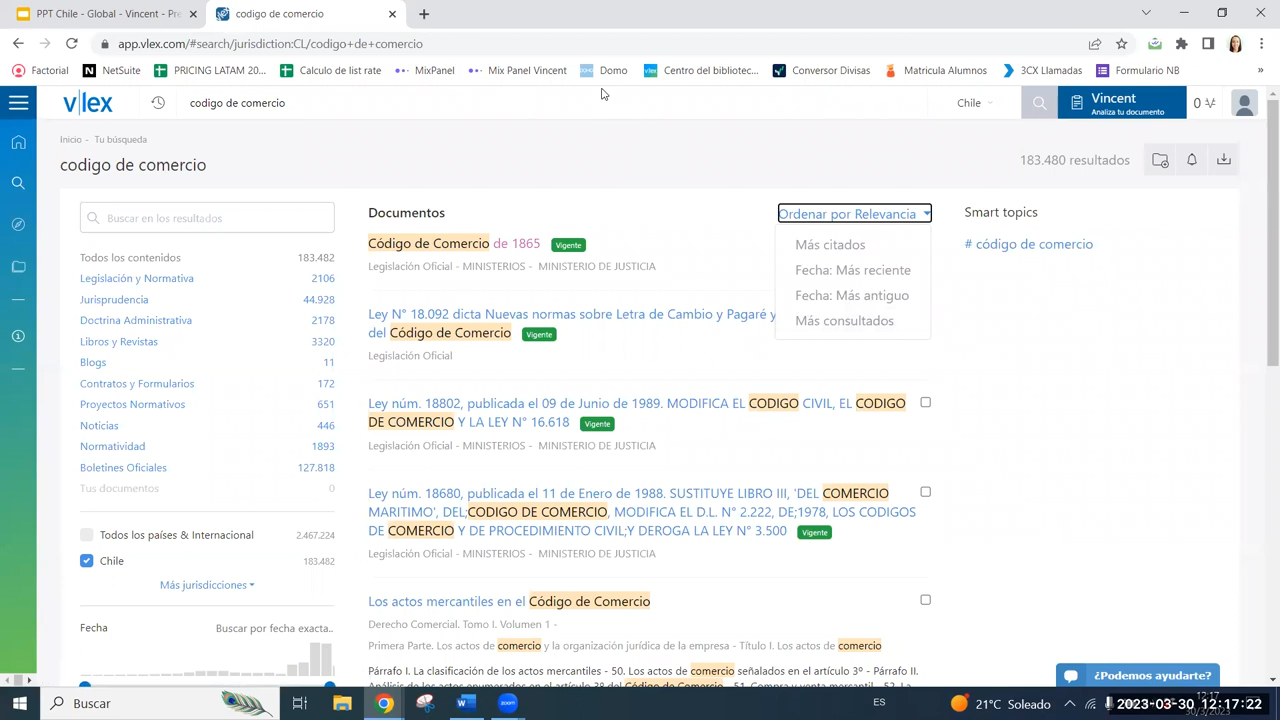 PPT Chile - Global vLex - Pres
codigo de comercio
app.vlex.com/#search/jurisdiction:CL/codigo+de+comercio
Factorial
NetSuite
PRICING LATAM 20...
Calculo de list rate
MixPanel
Mix Panel Vincent
Domo
Centro del bibliotec...
Conversor Divisas
Matricula Alumnos
3CX Llamadas
Formulario NB
»
v|lex
codigo de comercio
Chile
Vincent
Analiza tu documento
0
Inicio - Tu búsqueda
codigo de comercio
183.480 resultados
Buscar en los resultados
Todos los contenidos 183.482
Legislación y Normativa 2106
Jurisprudencia 44.928
Doctrina Administrativa 2178
Libros y Revistas 3320
Blogs 362
Contratos y Formularios 172
Proyectos Normativos 651
Noticias 446
Normatividad 1893
Boletines Oficiales 127.818
Tus documentos 0
Todos los países & Internacional 2.467.224
Chile 183.482
Más jurisdicciones
Fecha Buscar por fecha exacta..
Documentos
Ordenar por Relevancia
Más citados
Fecha: Más reciente
Fecha: Más antiguo
Más consultados
Código de Comercio de 1865 Vigente
Legislación Oficial - MINISTERIOS - MINISTERIO DE JUSTICIA
Ley N° 18.092 dicta Nuevas normas sobre Letra de Cambio y Pagaré y
del Código de Comercio Vigente
Legislación Oficial
Ley núm. 18802, publicada el 09 de Junio de 1989. MODIFICA EL CODIGO CIVIL, EL CODIGO
DE COMERCIO Y LA LEY N° 16.618 Vigente
Legislación Oficial - MINISTERIOS - MINISTERIO DE JUSTICIA
Ley núm. 18680, publicada el 11 de Enero de 1988. SUSTITUYE LIBRO III, 'DEL COMERCIO
MARITIMO', DEL;CODIGO DE COMERCIO, MODIFICA EL D.L. N° 2.222, DE;1978, LOS CODIGOS
DE COMERCIO Y DE PROCEDIMIENTO CIVIL;Y DEROGA LA LEY N° 3.500 Vigente
Legislación Oficial - MINISTERIOS - MINISTERIO DE JUSTICIA
Los actos mercantiles en el Código de Comercio
Derecho Comercial. Tomo I. Volumen 1 -
Primera Parte. Los actos de comercio y la organización jurídica de la empresa - Título I. Los actos de comercio
Párrafo I. La clasificación de los actos mercantiles - 50. Los actos de comercio señalados en el artículo 3º - Párrafo II.
Smart topics
# código de comercio
¿Podemos ayudarte?
Buscar
ES
21°C Soleado
12:17
30/3/2023
2023-03-30 12:17:22